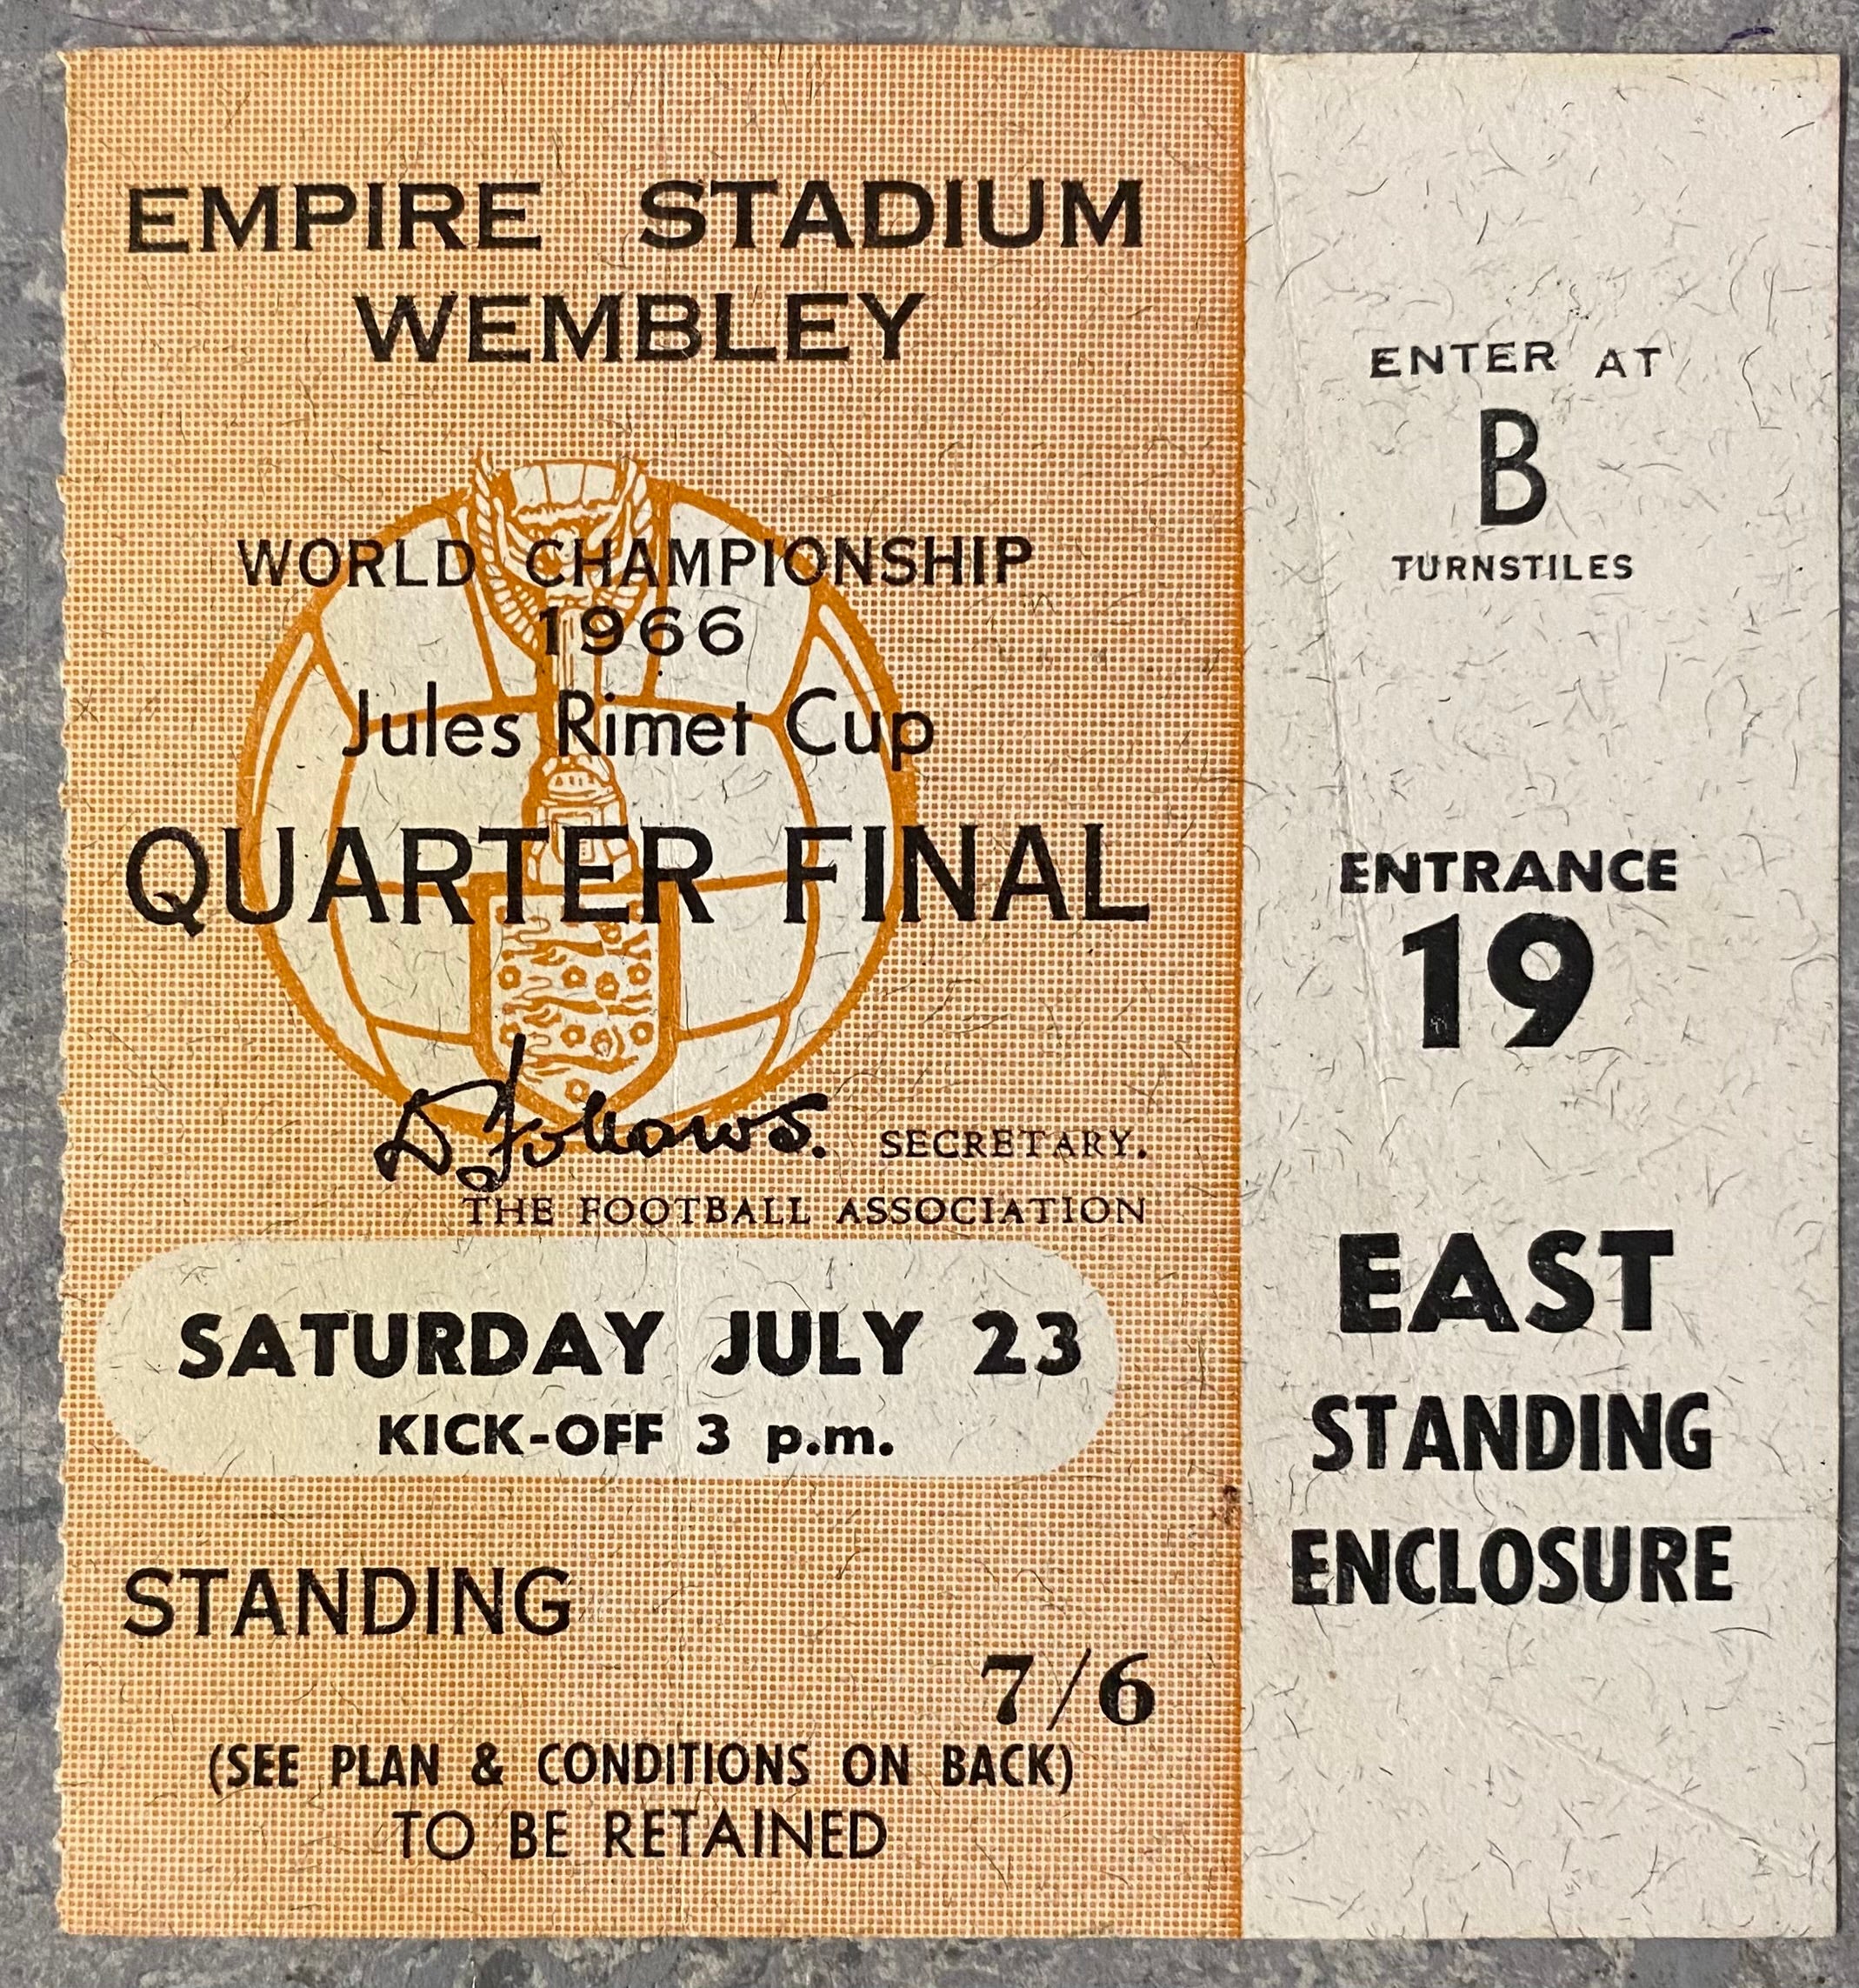 EMPIRE STADIUM
WEMBLEY
WORLD CHAMPIONSHIP
1966
Jules Rimet Cup
QUARTER FINAL
D Follows. SECRETARY.
THE FOOTBALL ASSOCIATION
SATURDAY JULY 23
KICK-OFF 3 p.m.
STANDING
7/6
(SEE PLAN & CONDITIONS ON BACK)
TO BE RETAINED
ENTER AT
B
TURNSTILES
ENTRANCE
19
EAST
STANDING
ENCLOSURE